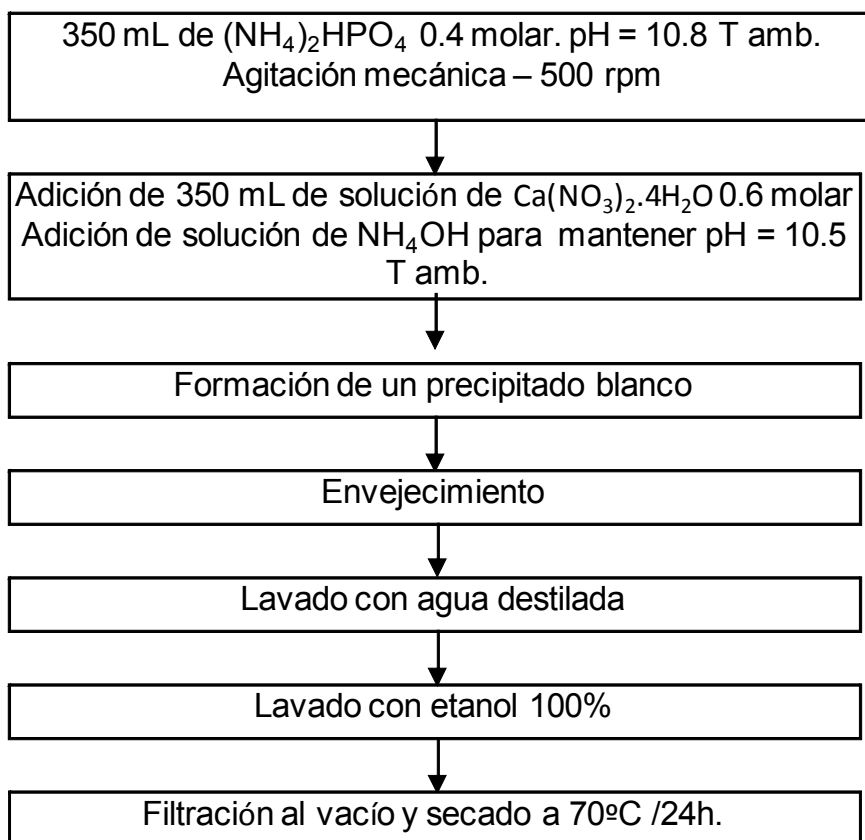 350 mL de (NH₄)₂HPO₄ 0.4 molar. pH = 10.8 T amb.
Agitación mecánica – 500 rpm
Adición de 350 mL de solución de Ca(NO₃)₂.4H₂O 0.6 molar
Adición de solución de NH₄OH para mantener pH = 10.5
T amb.
Formación de un precipitado blanco
Envejecimiento
Lavado con agua destilada
Lavado con etanol 100%
Filtración al vacío y secado a 70ºC /24h.